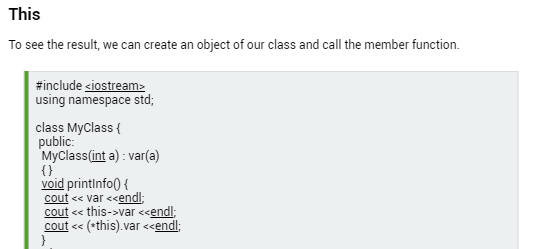 This
To see the result, we can create an object of our class and call the member function.
#include <iostream>
using namespace std;
class MyClass {
public:
MyClass(int a) : var(a)
{}
void printInfo() {
cout << var <<endl;
cout << this->var <<endl;
cout << (*this).var <<endl;
}